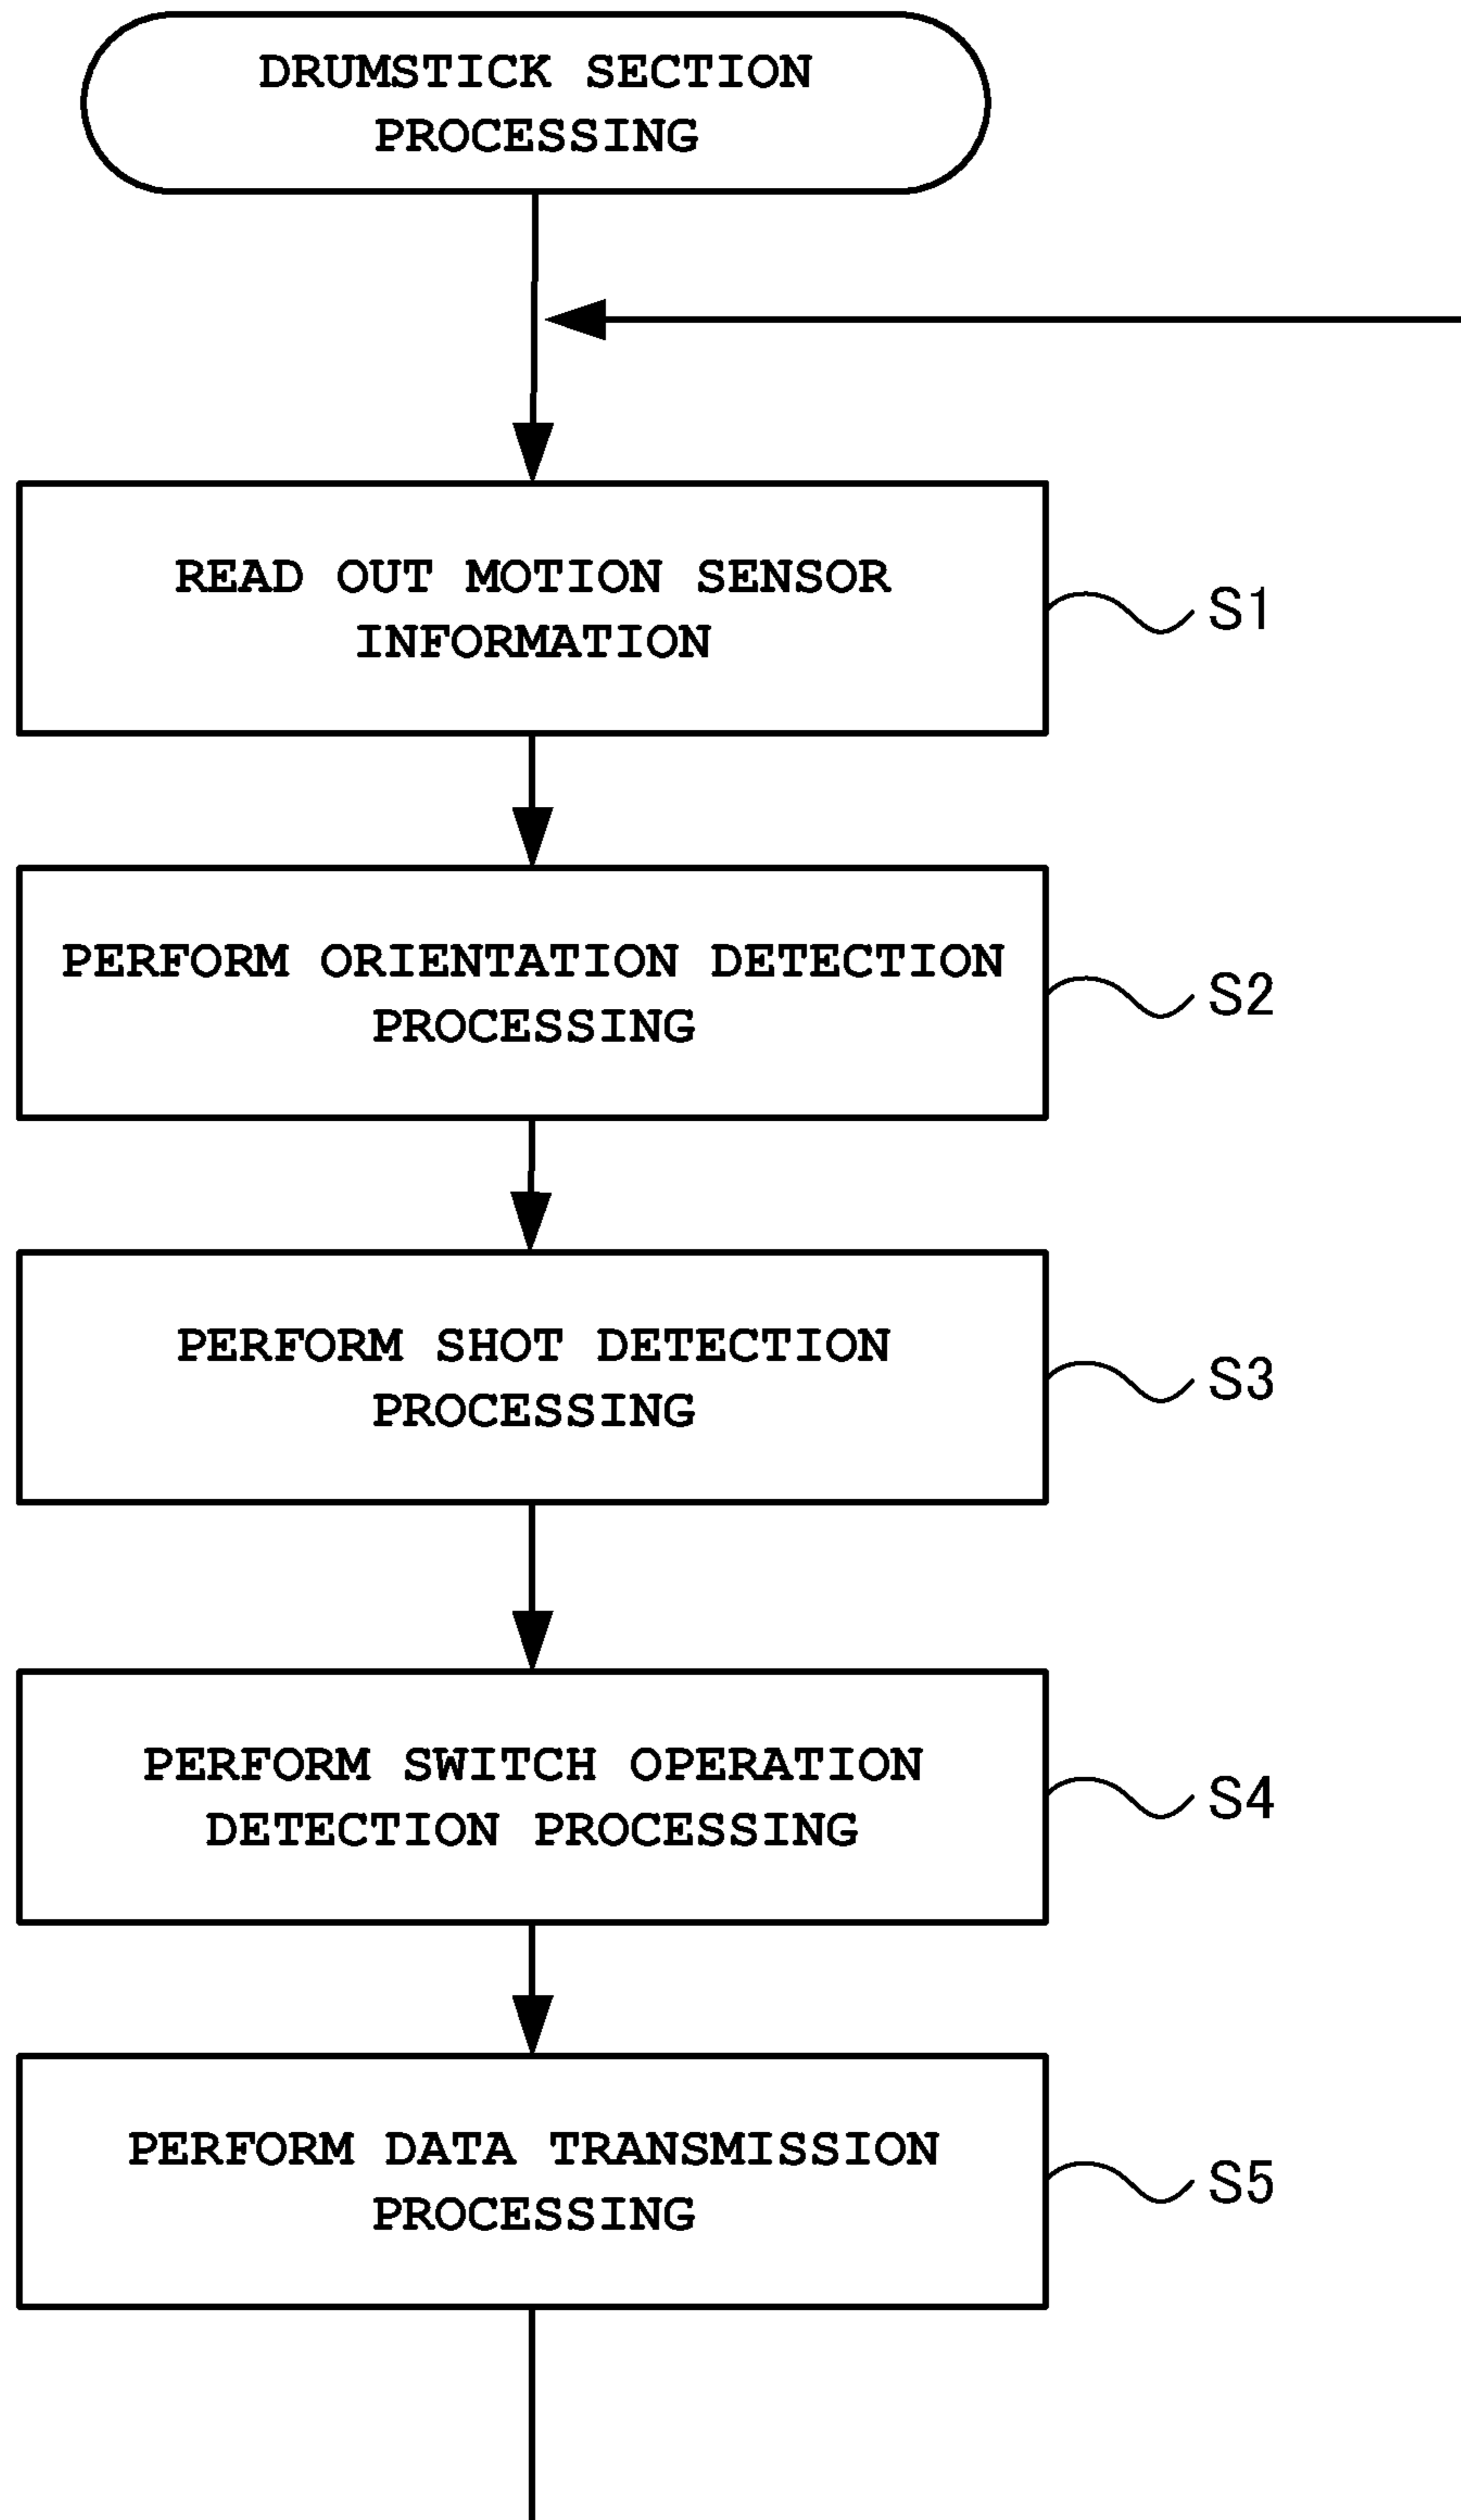 DRUMSTICK SECTION
PROCESSING
READ OUT MOTION SENSOR
INFORMATION
S1
PERFORM ORIENTATION DETECTION
PROCESSING
S2
PERFORM SHOT DETECTION
PROCESSING
S3
PERFORM SWITCH OPERATION
DETECTION PROCESSING
S4
PERFORM DATA TRANSMISSION
PROCESSING
S5